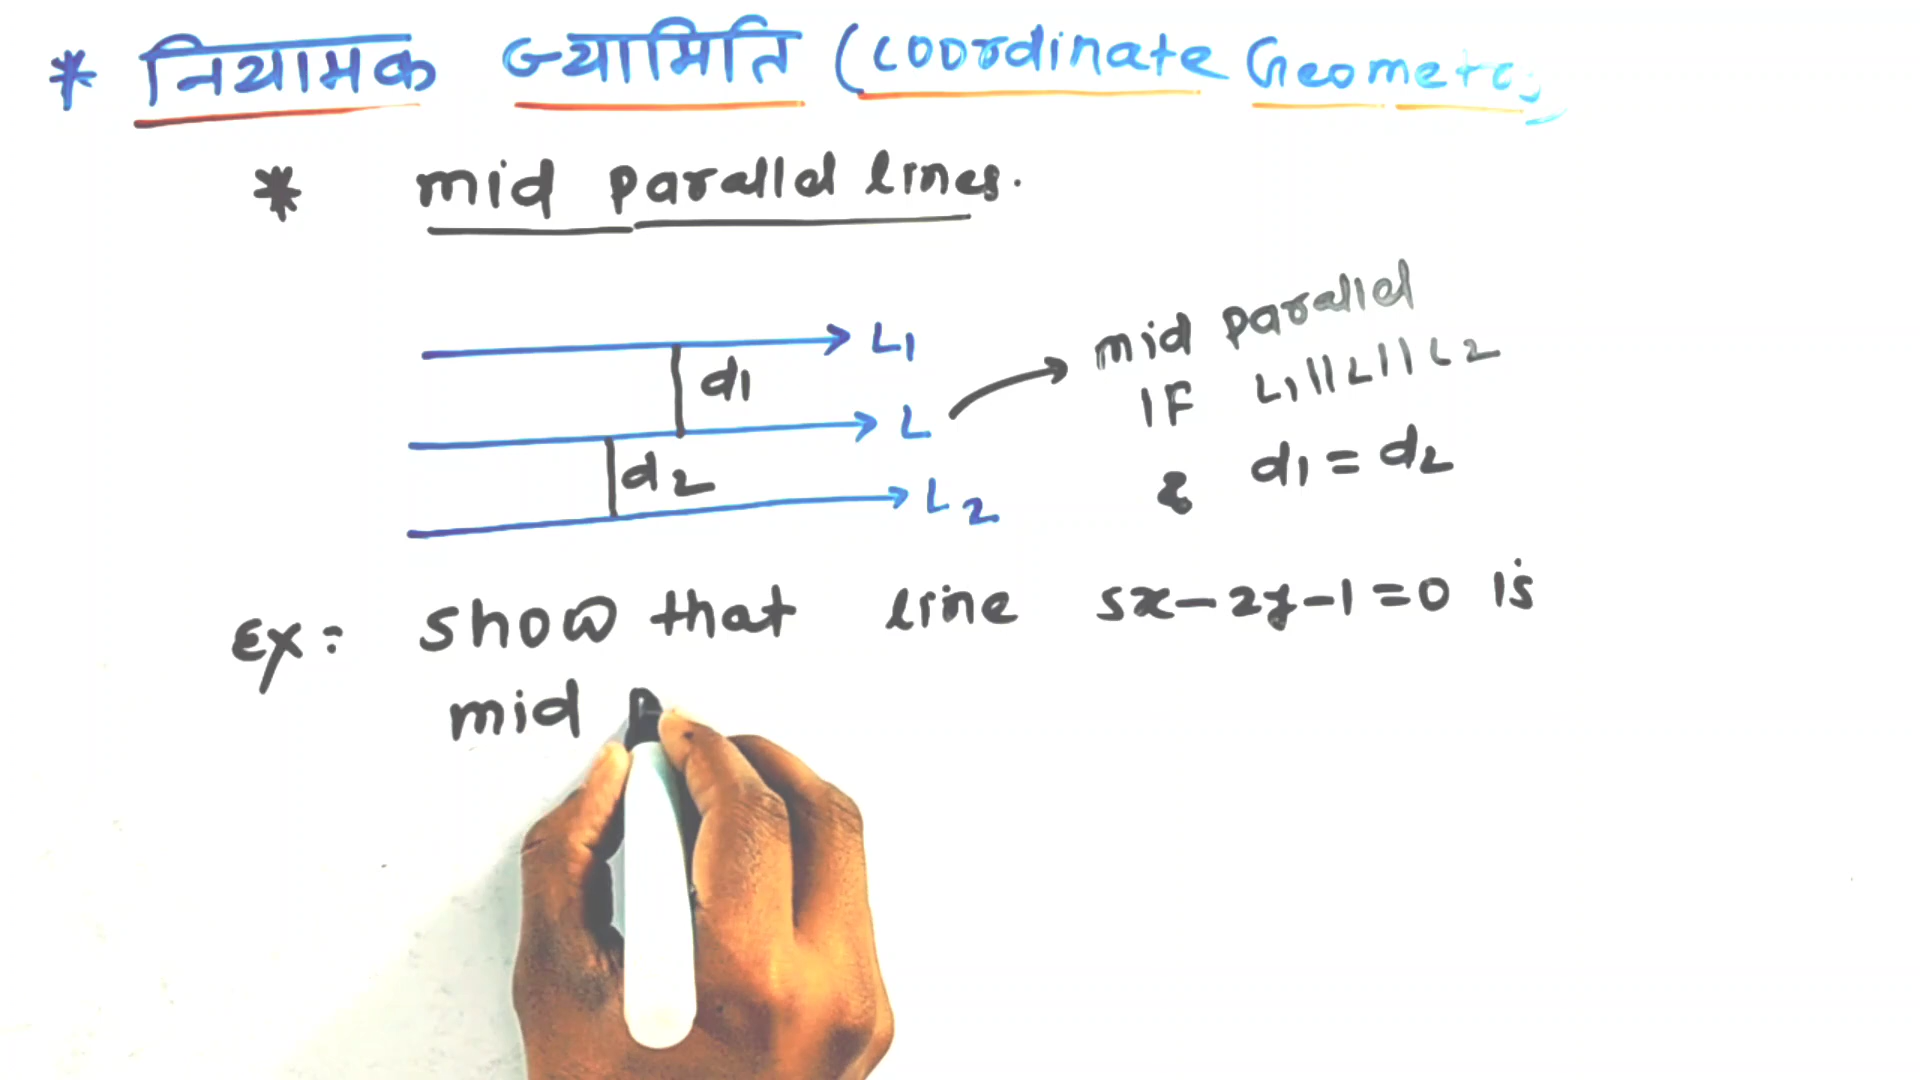 * नियामक ज्यामिति (coordinate Geometry
* mid parallel lines.
L1
d1
L
d2
L2
mid parallel
IF L1||L||L2
& d1 = d2
Ex: show that line 5x-2y-1=0 is
mid p